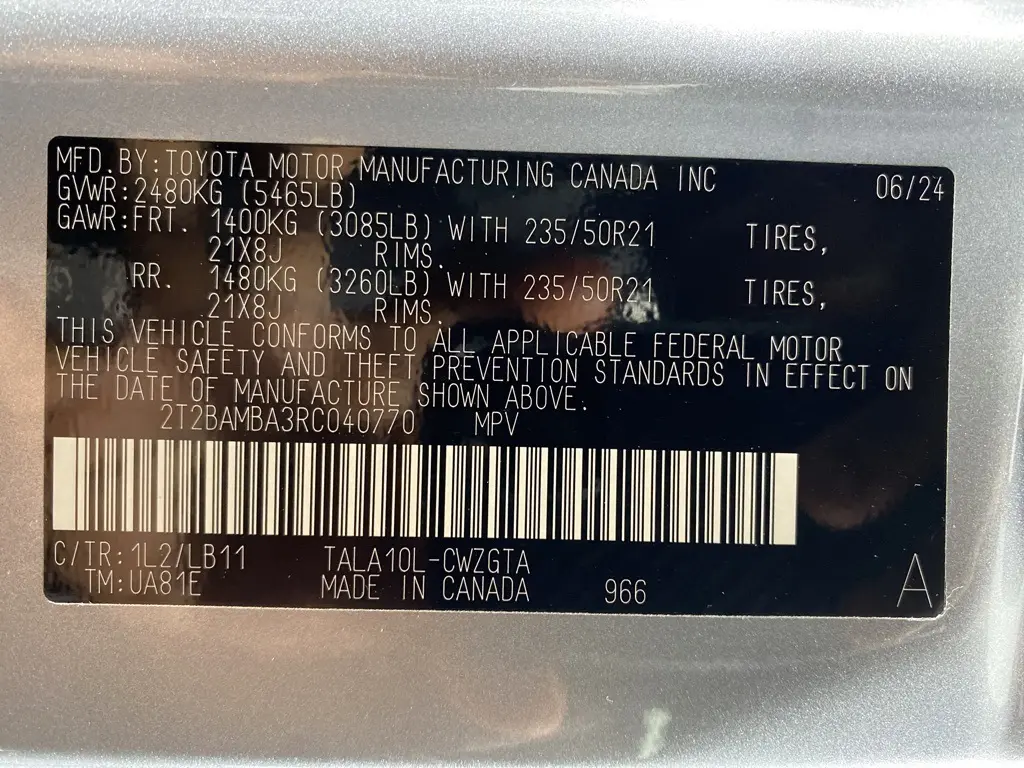 MFD.BY:TOYOTA MOTOR MANUFACTURING CANADA INC 06/24
GVWR:2480KG (5465LB)
GAWR:FRT. 1400KG (3085LB) WITH 235/50R21 TIRES,
21X8J RIMS.
RR. 1480KG (3260LB) WITH 235/50R21 TIRES,
21X8J RIMS.
THIS VEHICLE CONFORMS TO ALL APPLICABLE FEDERAL MOTOR
VEHICLE SAFETY AND THEFT PREVENTION STANDARDS IN EFFECT ON
THE DATE OF MANUFACTURE SHOWN ABOVE.
2T2BAMBA3RC040770 MPV
C/TR:1L2/LB11 TALA10L-CWZGTA
TM:UA81E MADE IN CANADA 966 A